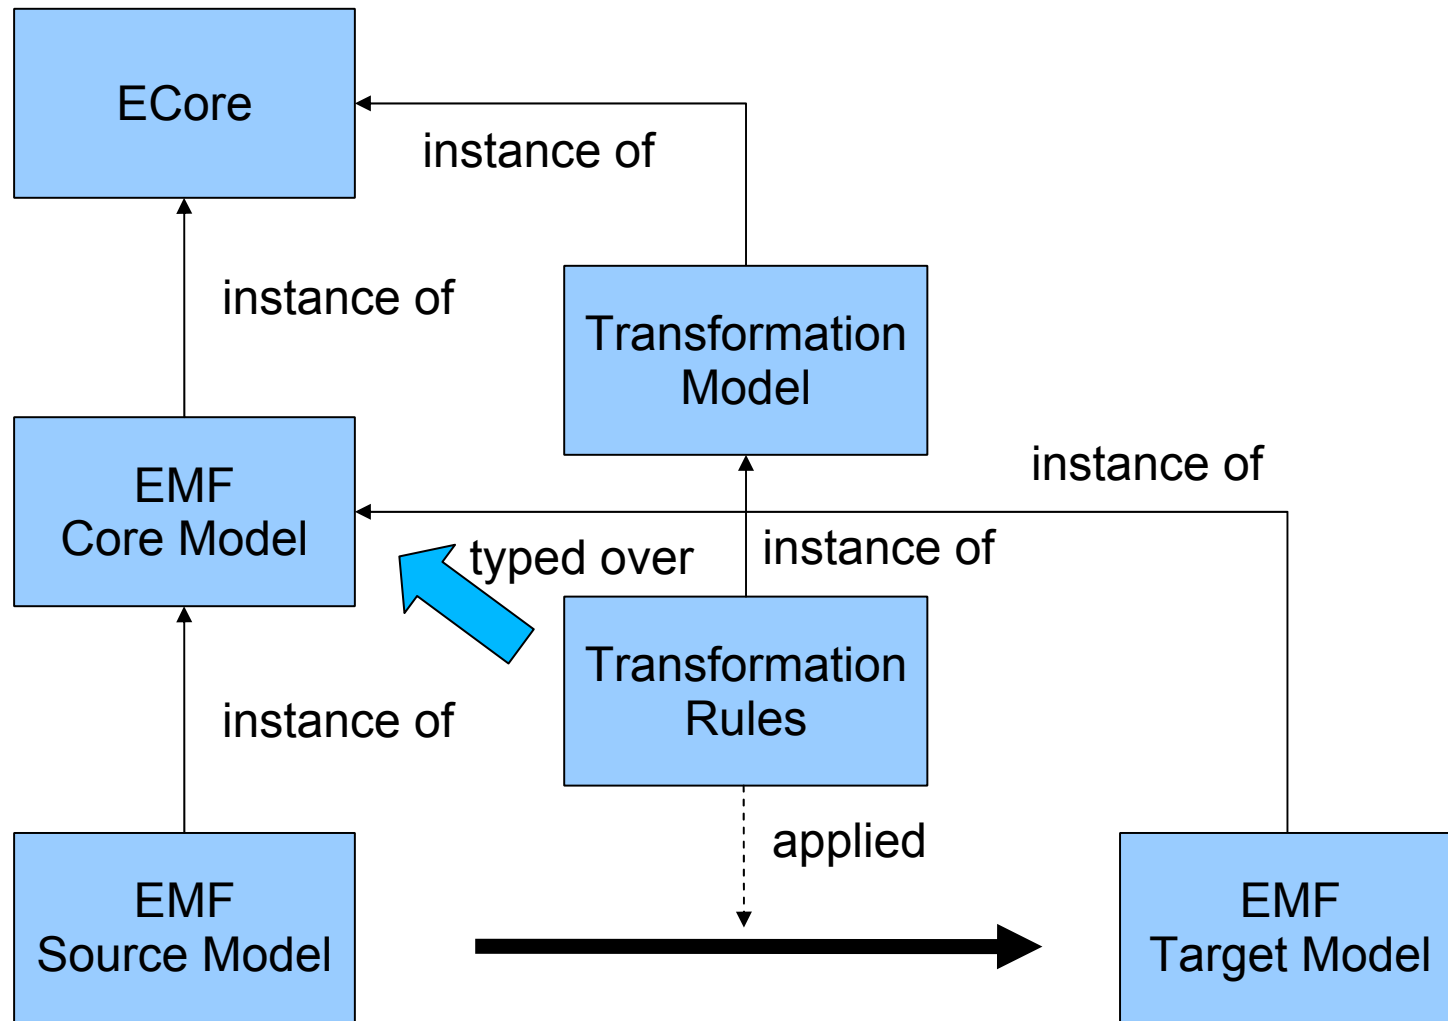 ECore
instance of
instance of
Transformation
Model
EMF
Core Model
instance of
typed over
instance of
Transformation
Rules
instance of
applied
EMF
Source Model
EMF
Target Model